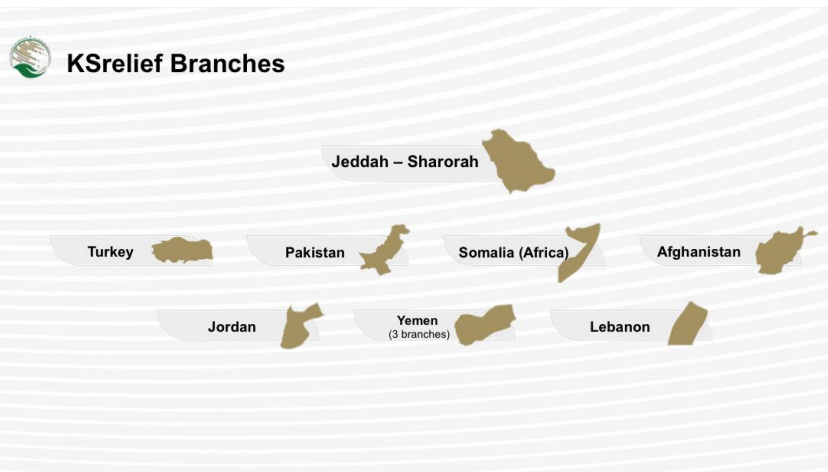 KSrelief Branches
Jeddah – Sharorah
Turkey
Pakistan
Somalia (Africa)
Afghanistan
Jordan
Yemen
(3 branches)
Lebanon